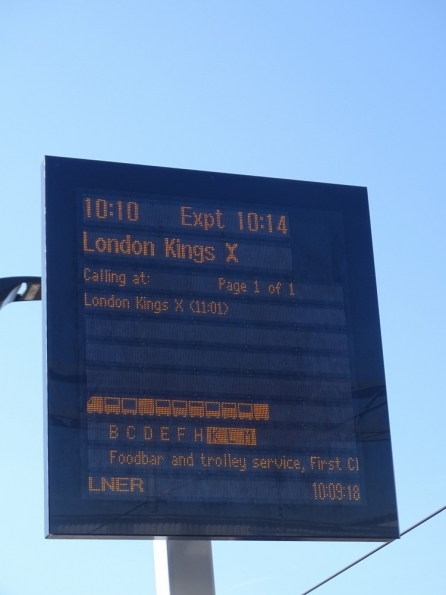 10:10 Expt 10:14
London Kings X
Calling at: Page 1 of 1
London Kings X (11:01)
B C D E F H K L M
Foodbar and trolley service, First Cl
LNER 10:09:18